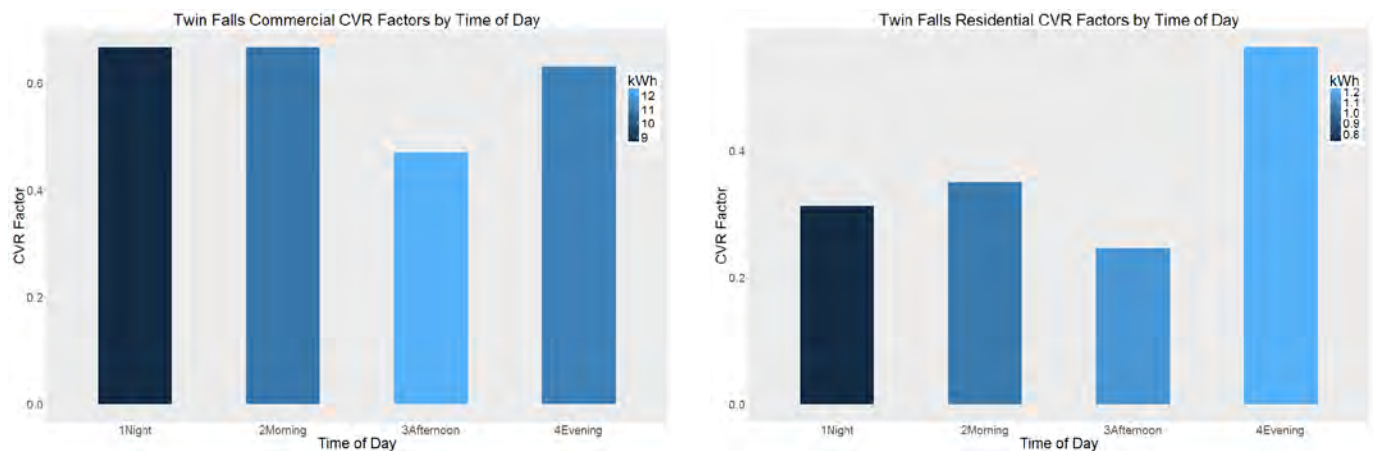 Twin Falls Commercial CVR Factors by Time of Day
0.6
0.4
0.2
0.0
CVR Factor
kWh
12
11
10
9
1Night 2Morning 3Afternoon 4Evening
Time of Day
Twin Falls Residential CVR Factors by Time of Day
0.4
0.2
0.0
CVR Factor
kWh
1.2
1.1
1.0
0.9
0.8
1Night 2Morning 3Afternoon 4Evening
Time of Day